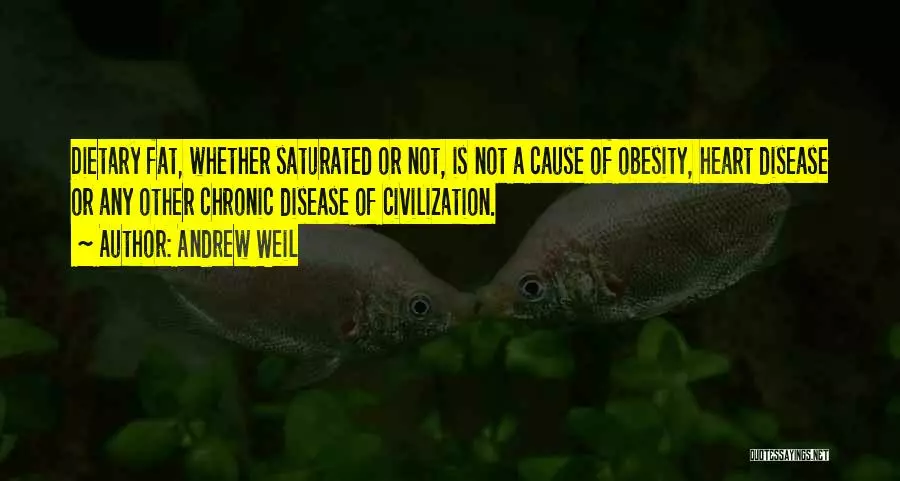 DIETARY FAT, WHETHER SATURATED OR NOT, IS NOT A CAUSE OF OBESITY, HEART DISEASE
OR ANY OTHER CHRONIC DISEASE OF CIVILIZATION.
~ AUTHOR: ANDREW WEIL
QUOTESSAYINGS.NET